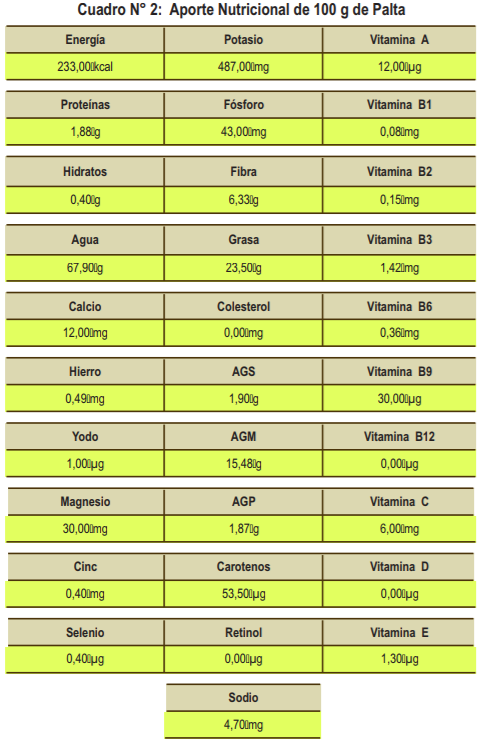 Cuadro N° 2: Aporte Nutricional de 100 g de Palta
Energía Potasio Vitamina A
233,00▯kcal 487,00▯mg 12,00▯µg
Proteínas Fósforo Vitamina B1
1,88▯g 43,00▯mg 0,08▯mg
Hidratos Fibra Vitamina B2
0,40▯g 6,33▯g 0,15▯mg
Agua Grasa Vitamina B3
67,90▯g 23,50▯g 1,42▯mg
Calcio Colesterol Vitamina B6
12,00▯mg 0,00▯mg 0,36▯mg
Hierro AGS Vitamina B9
0,49▯mg 1,90▯g 30,00▯µg
Yodo AGM Vitamina B12
1,00▯µg 15,48▯g 0,00▯µg
Magnesio AGP Vitamina C
30,00▯mg 1,87▯g 6,00▯mg
Cinc Carotenos Vitamina D
0,40▯mg 53,50▯µg 0,00▯µg
Selenio Retinol Vitamina E
0,40▯µg 0,00▯µg 1,30▯µg
Sodio
4,70▯mg